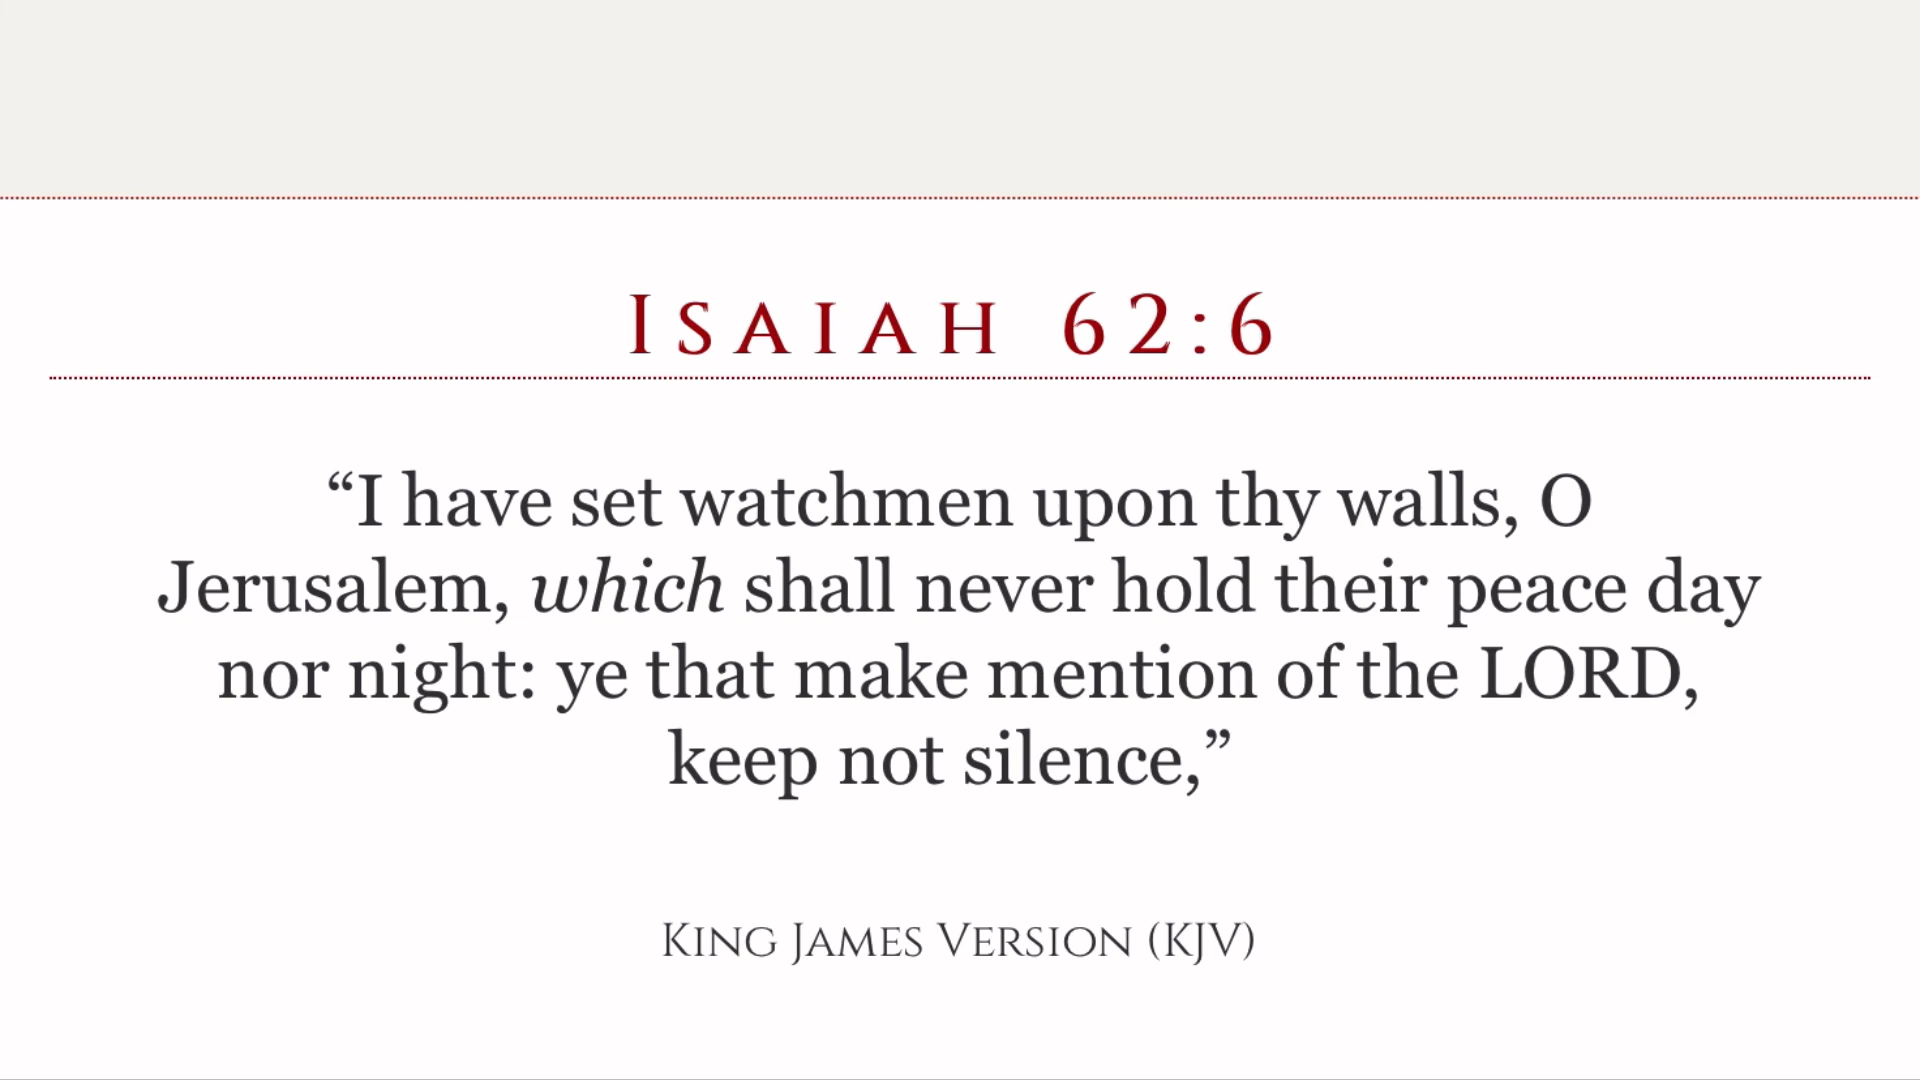 Isaiah 62:6
“I have set watchmen upon thy walls, O
Jerusalem, which shall never hold their peace day
nor night: ye that make mention of the LORD,
keep not silence,”
King James Version (KJV)